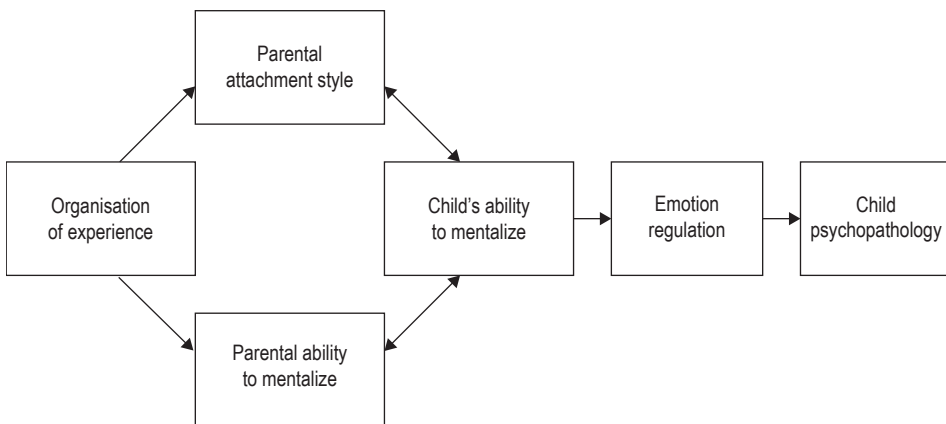 Parental
attachment style
Organisation
of experience
Child's ability
to mentalize
Emotion
regulation
Child
psychopathology
Parental ability
to mentalize